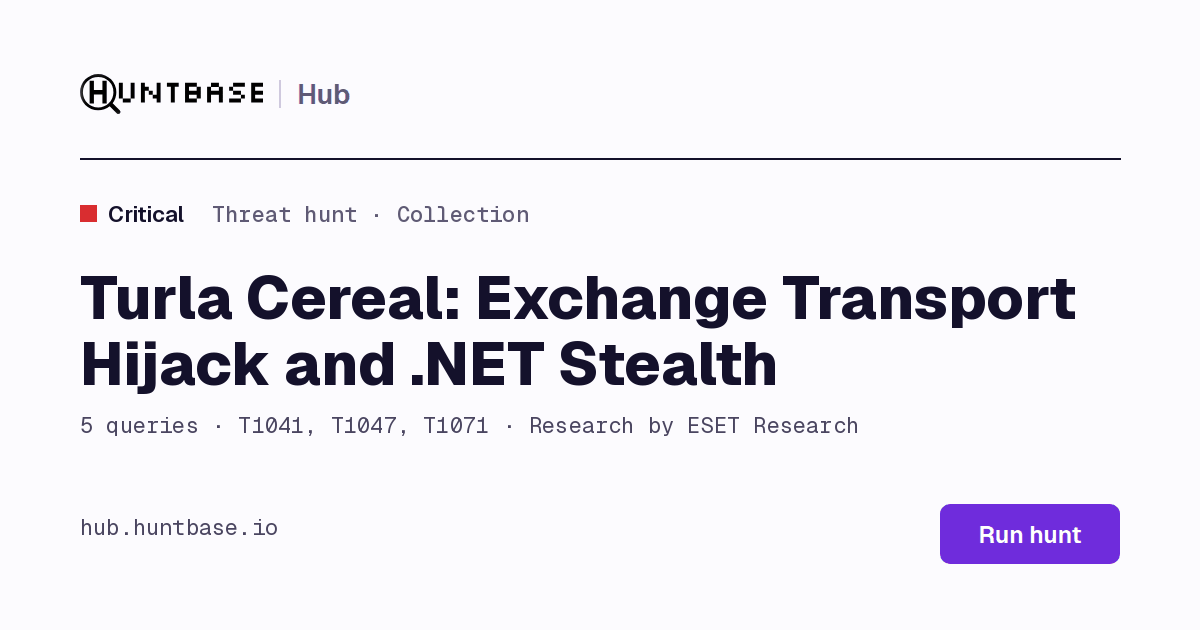 HUNTBASE | Hub
Critical Threat hunt · Collection
Turla Cereal: Exchange Transport
Hijack and .NET Stealth
5 queries · T1041, T1047, T1071 · Research by ESET Research
hub.huntbase.io
Run hunt